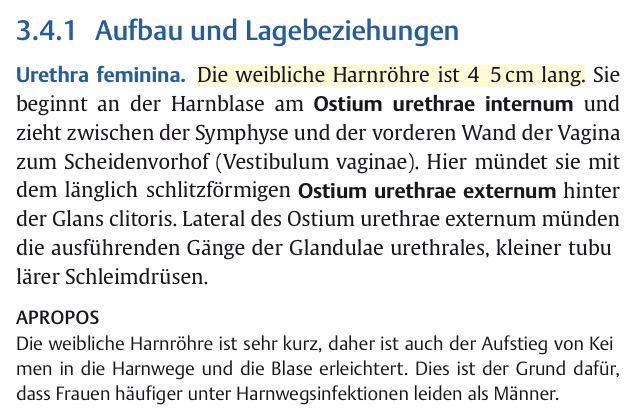 3.4.1 Aufbau und Lagebeziehungen
Urethra feminina. Die weibliche Harnröhre ist 4 5 cm lang. Sie
beginnt an der Harnblase am Ostium urethrae internum und
zieht zwischen der Symphyse und der vorderen Wand der Vagina
zum Scheidenvorhof (Vestibulum vaginae). Hier mündet sie mit
dem länglich schlitzförmigen Ostium urethrae externum hinter
der Glans clitoris. Lateral des Ostium urethrae externum münden
die ausführenden Gänge der Glandulae urethrales, kleiner tubu
lärer Schleimdrüsen.
APROPOS
Die weibliche Harnröhre ist sehr kurz, daher ist auch der Aufstieg von Kei
men in die Harnwege und die Blase erleichtert. Dies ist der Grund dafür,
dass Frauen häufiger unter Harnwegsinfektionen leiden als Männer.